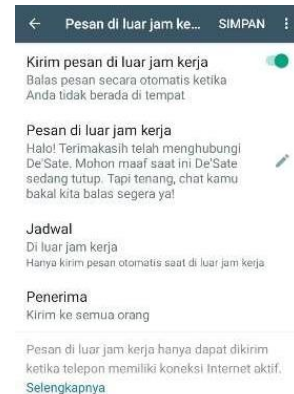 Pesan di luar jam ke... SIMPAN
Kirim pesan di luar jam kerja
Balas pesan secara otomatis ketika
Anda tidak berada di tempat
Pesan di luar jam kerja
Halo! Terimakasih telah menghubungi
De'Sate. Mohon maaf saat ini De'Sate
sedang tutup. Tapi tenang, chat kamu
bakal kita balas segera ya!
Jadwal
Di luar jam kerja
Hanya kirim pesan otomatis saat di luar jam kerja
Penerima
Kirim ke semua orang
Pesan di luar jam kerja hanya dapat dikirim
ketika telepon memiliki koneksi Internet aktif.
Selengkapnya